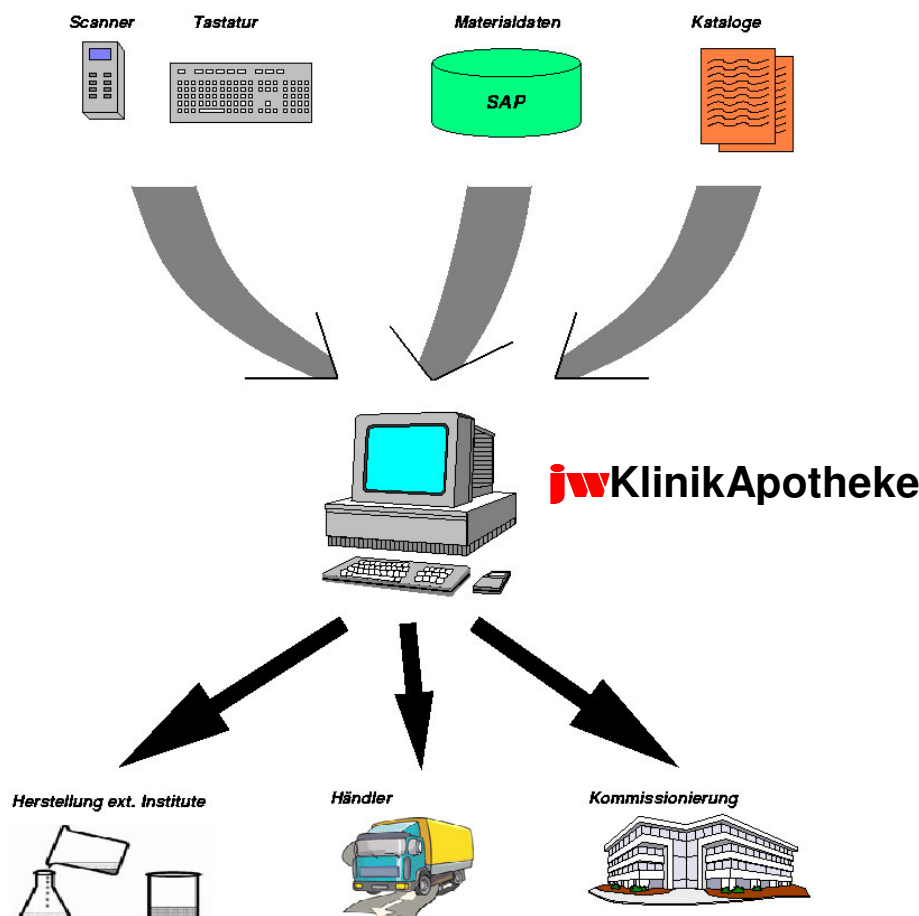 Scanner
Tastatur
Materialdaten
Kataloge
SAP
jwKlinikApotheke
Herstellung ext. Institute
Händler
Kommissionierung